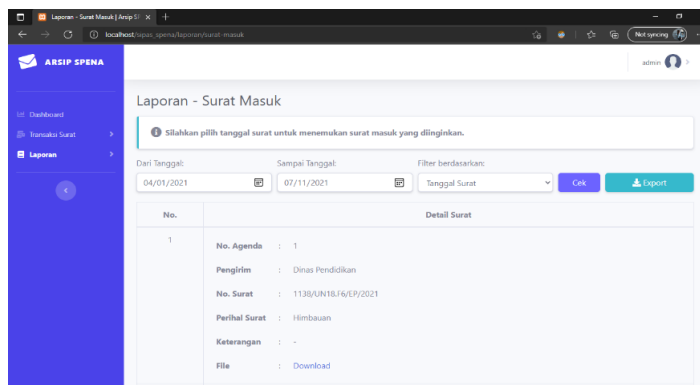 Laporan - Surat Masuk | Arsip S
localhost/sipas_spena/laporan/surat-masuk
Not syncing
ARSIP SPENA
admin
Dashboard
Transaksi Surat
Laporan
Laporan - Surat Masuk
Silahkan pilih tanggal surat untuk menemukan surat masuk yang diinginkan.
Dari Tanggal: Sampai Tanggal: Filter berdasarkan:
04/01/2021 07/11/2021 Tanggal Surat Cek Export
No. Detail Surat
1 No. Agenda : 1
Pengirim : Dinas Pendidikan
No. Surat : 1138/UN18.F6/EP/2021
Perihal Surat : Himbauan
Keterangan : -
File : Download